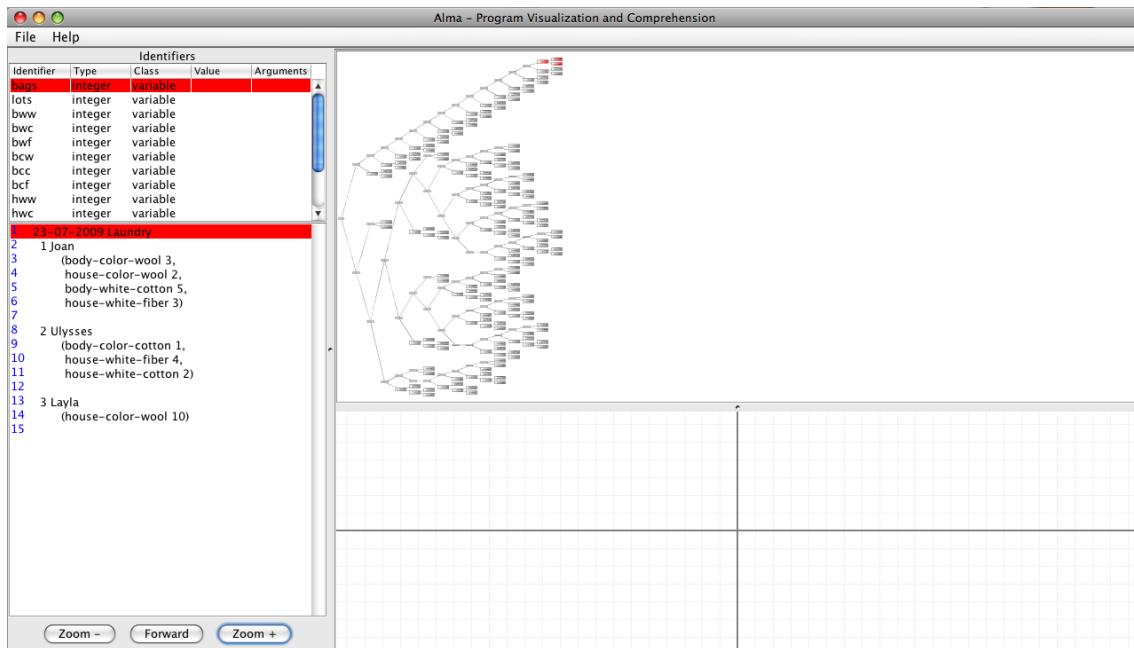 Alma - Program Visualization and Comprehension
File Help
Identifiers
Identifier Type Class Value Arguments
bags integer variable
lots integer variable
bww integer variable
bwc integer variable
bwf integer variable
bcw integer variable
bcc integer variable
bcf integer variable
hww integer variable
hwc integer variable
1 23-07-2009 Laundry
2 1 Joan
3 (body-color-wool 3,
4 house-color-wool 2,
5 body-white-cotton 5,
6 house-white-fiber 3)
7
8 2 Ulysses
9 (body-color-cotton 1,
10 house-white-fiber 4,
11 house-white-cotton 2)
12
13 3 Layla
14 (house-color-wool 10)
15
Zoom - Forward Zoom +